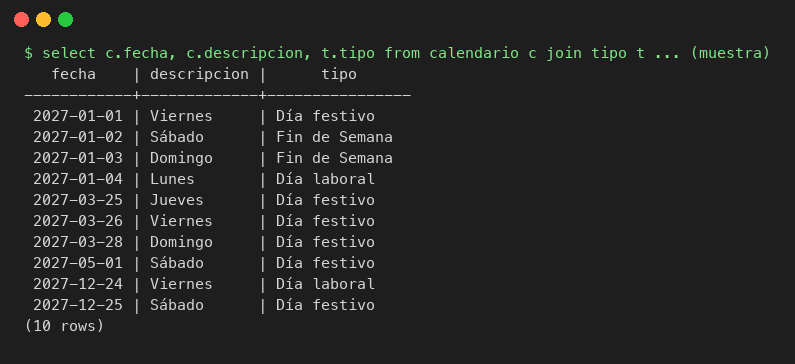 $ select c.fecha, c.descripcion, t.tipo from calendario c join tipo t ... (muestra)
   fecha    | descripcion |      tipo
------------+-------------+----------------
 2027-01-01 | Viernes     | Día festivo
 2027-01-02 | Sábado      | Fin de Semana
 2027-01-03 | Domingo     | Fin de Semana
 2027-01-04 | Lunes       | Día laboral
 2027-03-25 | Jueves      | Día festivo
 2027-03-26 | Viernes     | Día festivo
 2027-03-28 | Domingo     | Día festivo
 2027-05-01 | Sábado      | Día festivo
 2027-12-24 | Viernes     | Día laboral
 2027-12-25 | Sábado      | Día festivo
(10 rows)